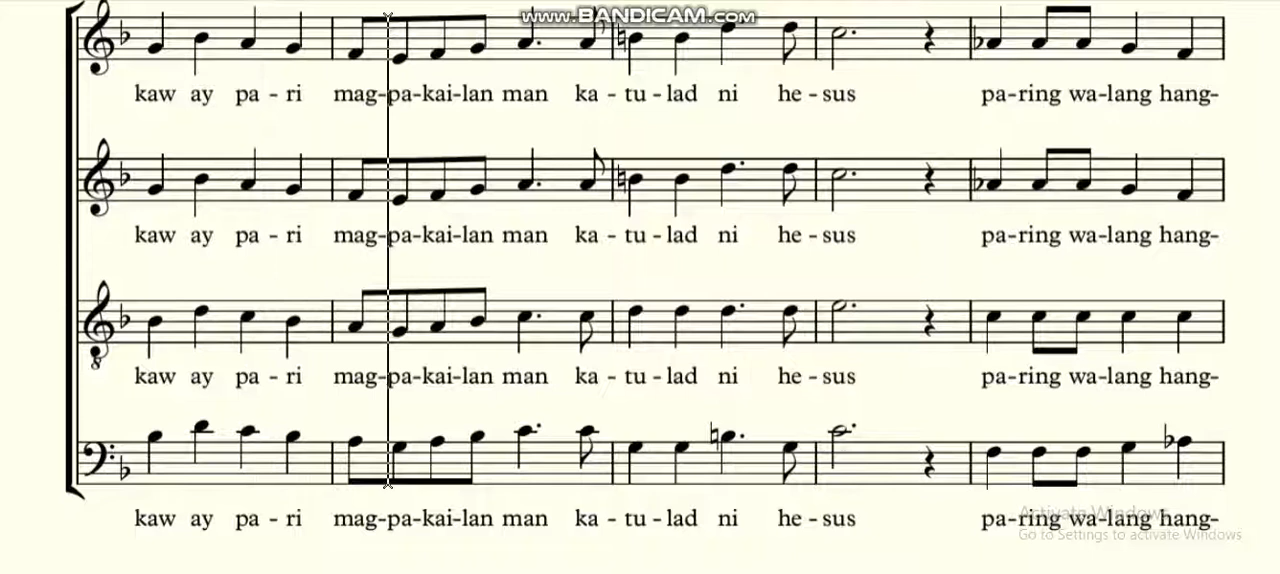 www.BANDICAM.com
kaw ay pa - ri mag-pa-kai-lan man ka - tu - lad ni he - sus pa-ring wa-lang hang-
kaw ay pa - ri mag-pa-kai-lan man ka - tu - lad ni he - sus pa-ring wa-lang hang-
8
kaw ay pa - ri mag-pa-kai-lan man ka - tu - lad ni he - sus pa-ring wa-lang hang-
kaw ay pa - ri mag-pa-kai-lan man ka - tu - lad ni he - sus pa-ring wa-lang hang-
Activate Windows
Go to Settings to activate Windows